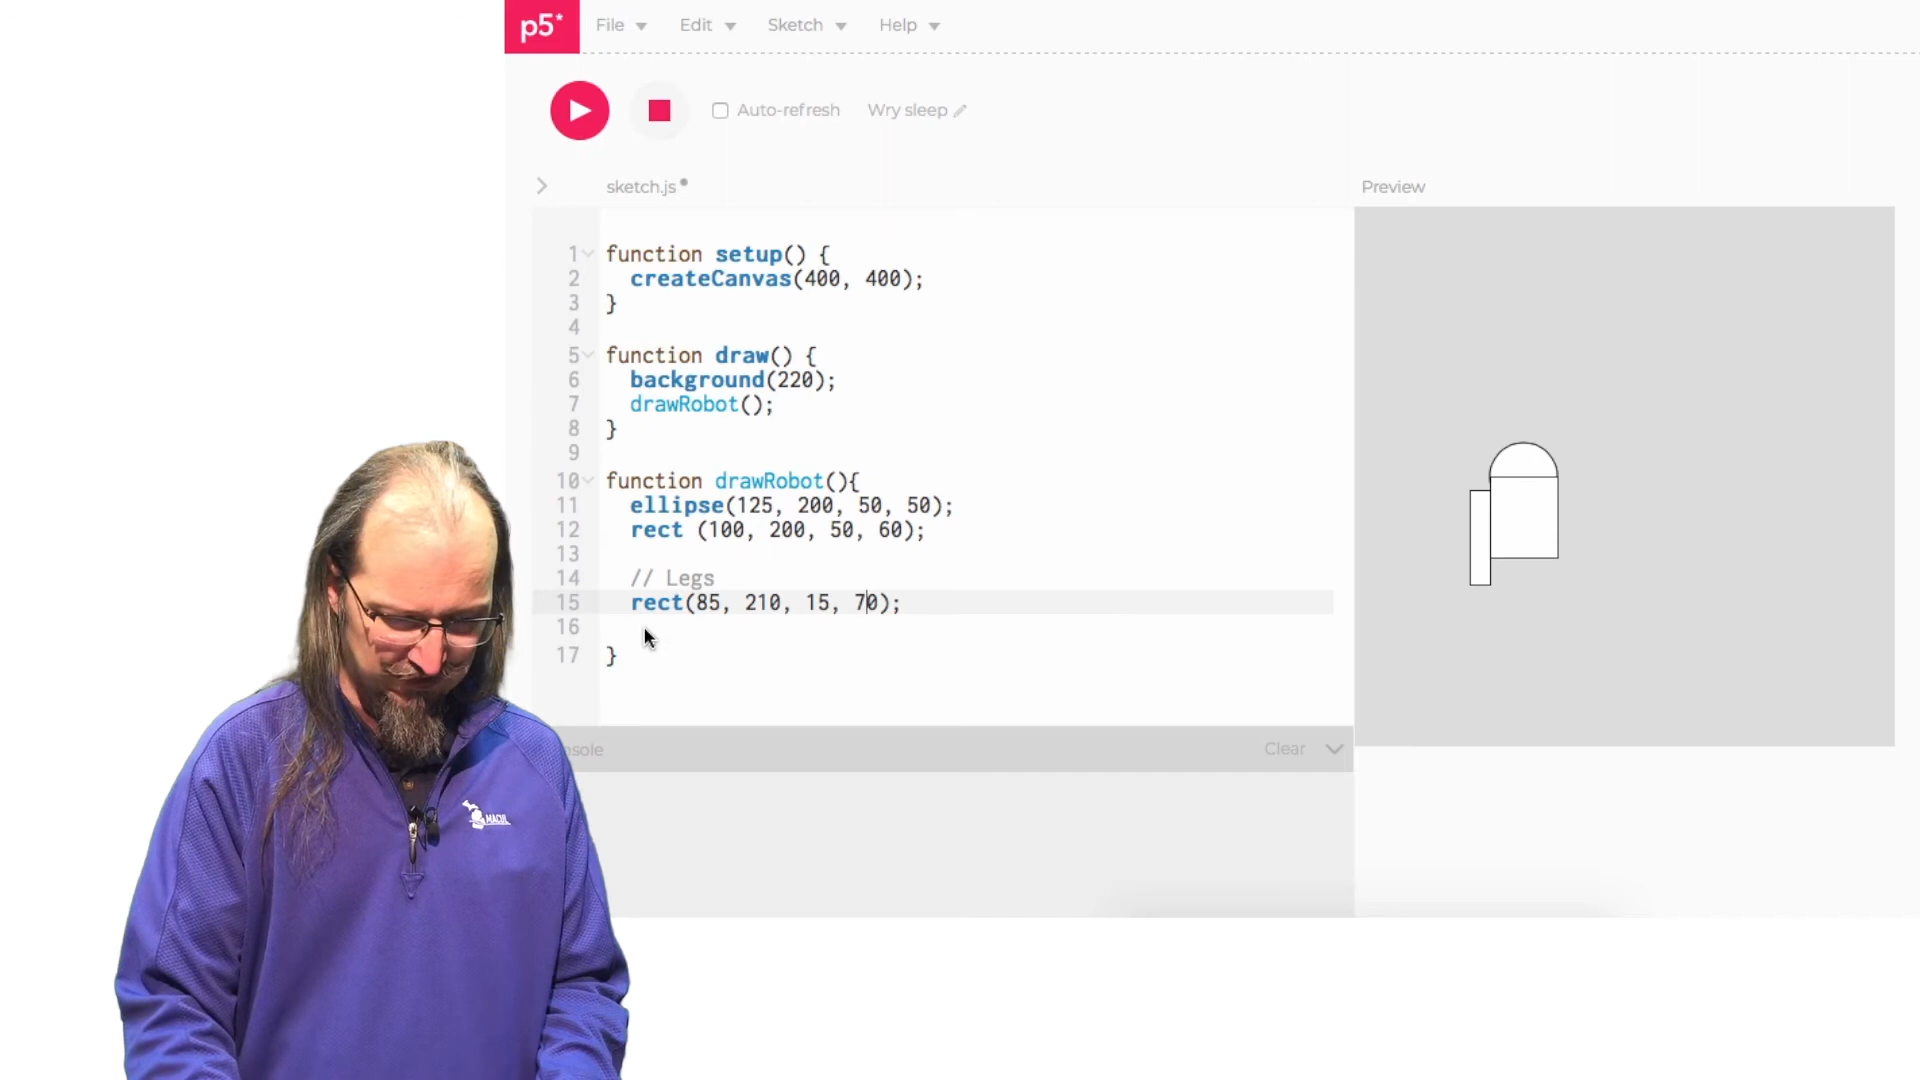 p5* File Edit Sketch Help
Auto-refresh Wry sleep
sketch.js
Preview
1 function setup() {
2 createCanvas(400, 400);
3 }
4
5 function draw() {
6 background(220);
7 drawRobot();
8 }
9
10 function drawRobot(){
11 ellipse(125, 200, 50, 50);
12 rect (100, 200, 50, 60);
13
14 // Legs
15 rect(85, 210, 15, 70);
16
17 }
nsole
Clear
MACUL